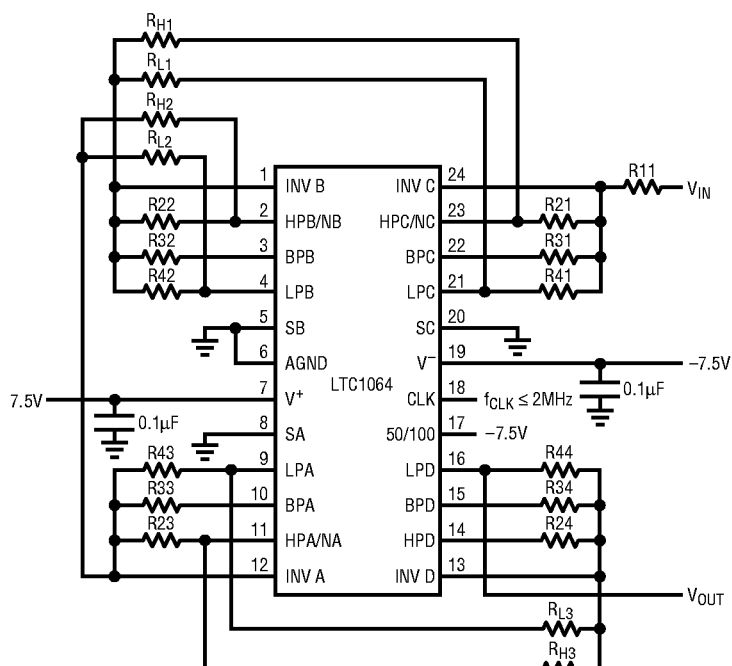 RH1
RL1
RH2
RL2
R11
VIN
1 INV B INV C 24
R22 2 HPB/NB HPC/NC 23 R21
R32 3 BPB BPC 22 R31
R42 4 LPB LPC 21 R41
5 SB SC 20
6 AGND V– 19 –7.5V
LTC1064
7.5V 7 V+ CLK 18 fCLK ≤ 2MHz 0.1µF
0.1µF 8 SA 50/100 17 –7.5V
R43 9 LPA LPD 16 R44
R33 10 BPA BPD 15 R34
R23 11 HPA/NA HPD 14 R24
12 INV A INV D 13
VOUT
RL3
RH3